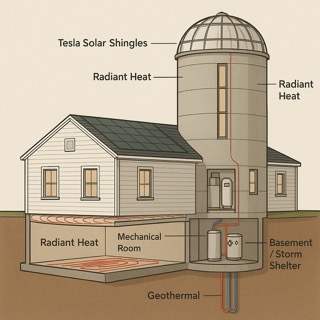 Tesla Solar Shingles
Radiant Heat
Radiant
Heat
Radiant Heat
Mechanical
Room
Basement
/ Storm
Shelter
Geothermal